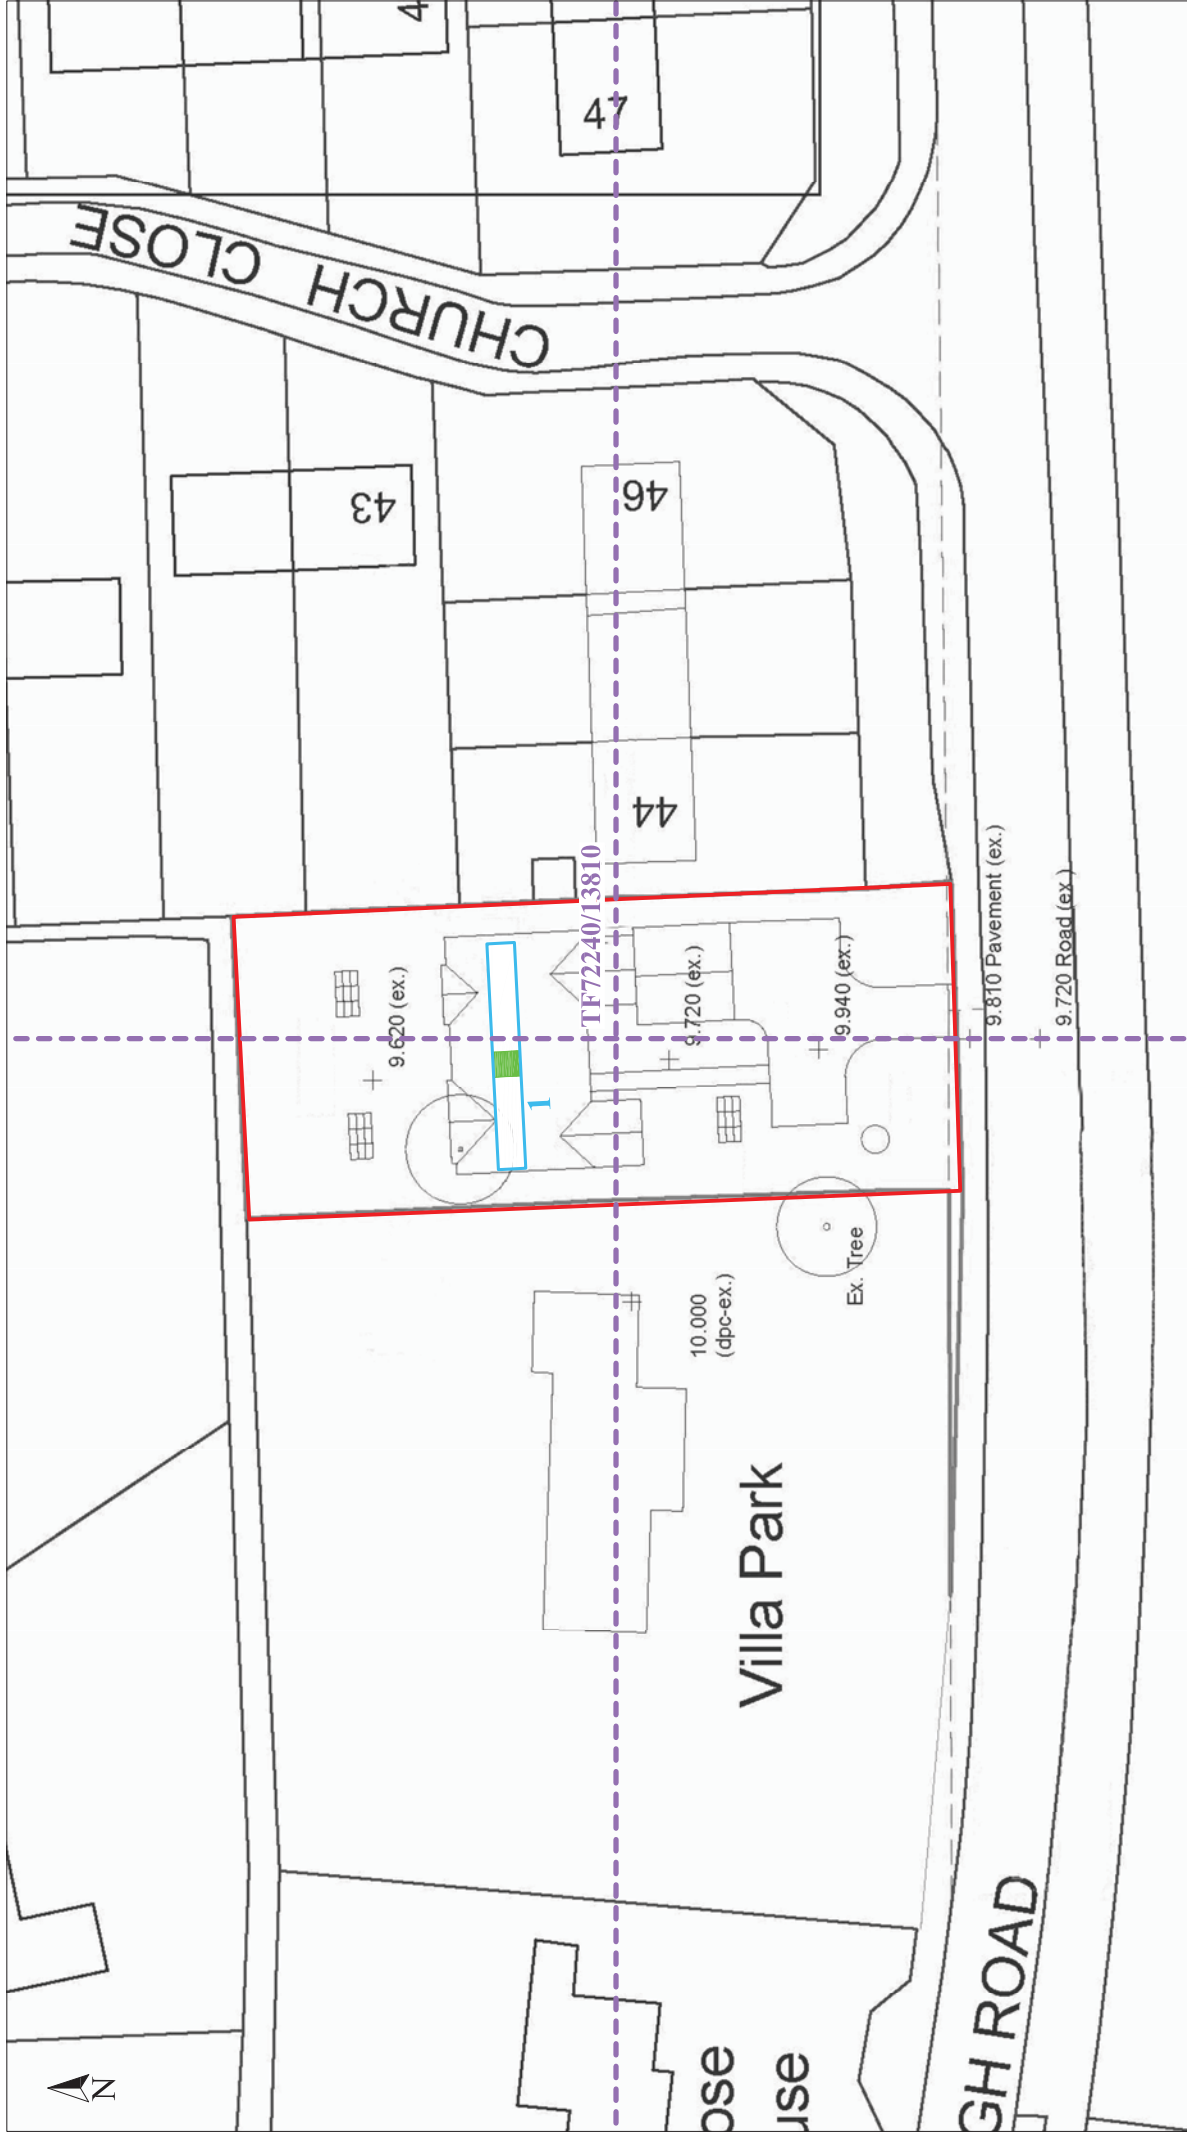 4
47
CHURCH CLOSE
43
46
44
TF72240/13810
9.620 (ex.)
9.720 (ex.)
9.940 (ex.)
9.810 Pavement (ex.)
9.720 Road (ex.)
1
Ex. Tree
10.000
(dpc-ex.)
Villa Park
N
ose
use
GH ROAD